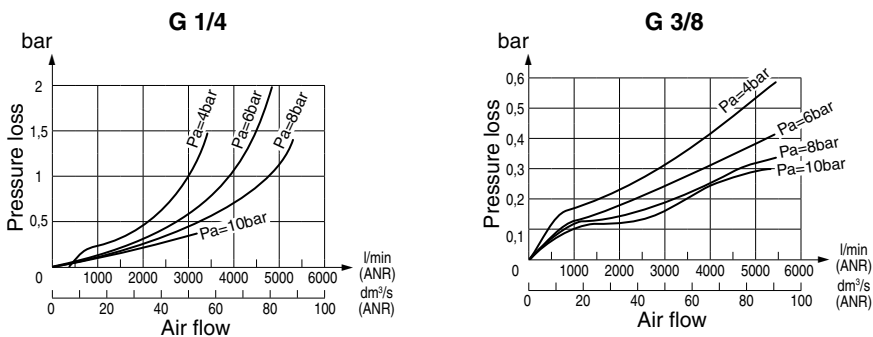 G 1/4
bar
Pressure loss
2
1,5
1
0,5
0
Pa=4bar
Pa=6bar
Pa=8bar
Pa=10bar
1000 2000 3000 4000 5000 6000
l/min
(ANR)
dm³/s
(ANR)
0 20 40 60 80 100
Air flow
G 3/8
bar
Pressure loss
0,6
0,5
0,4
0,3
0,2
0,1
0
Pa=4bar
Pa=6bar
Pa=8bar
Pa=10bar
1000 2000 3000 4000 5000 6000
l/min
(ANR)
dm³/s
(ANR)
0 20 40 60 80 100
Air flow